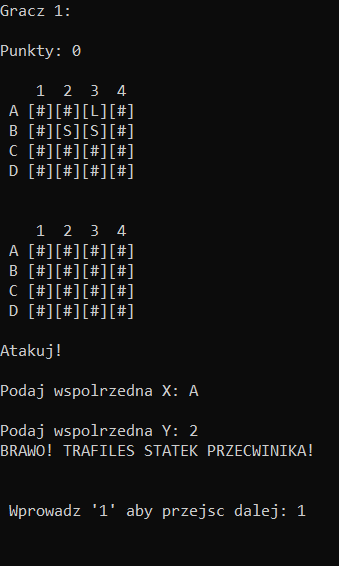 Gracz 1:
Punkty: 0
1 2 3 4
A [#][#][L][#]
B [#][S][S][#]
C [#][#][#][#]
D [#][#][#][#]
1 2 3 4
A [#][#][#][#]
B [#][#][#][#]
C [#][#][#][#]
D [#][#][#][#]
Atakuj!
Podaj wspolrzedna X: A
Podaj wspolrzedna Y: 2
BRAWO! TRAFILES STATEK PRZECWINIKA!
Wprowadz '1' aby przejsc dalej: 1